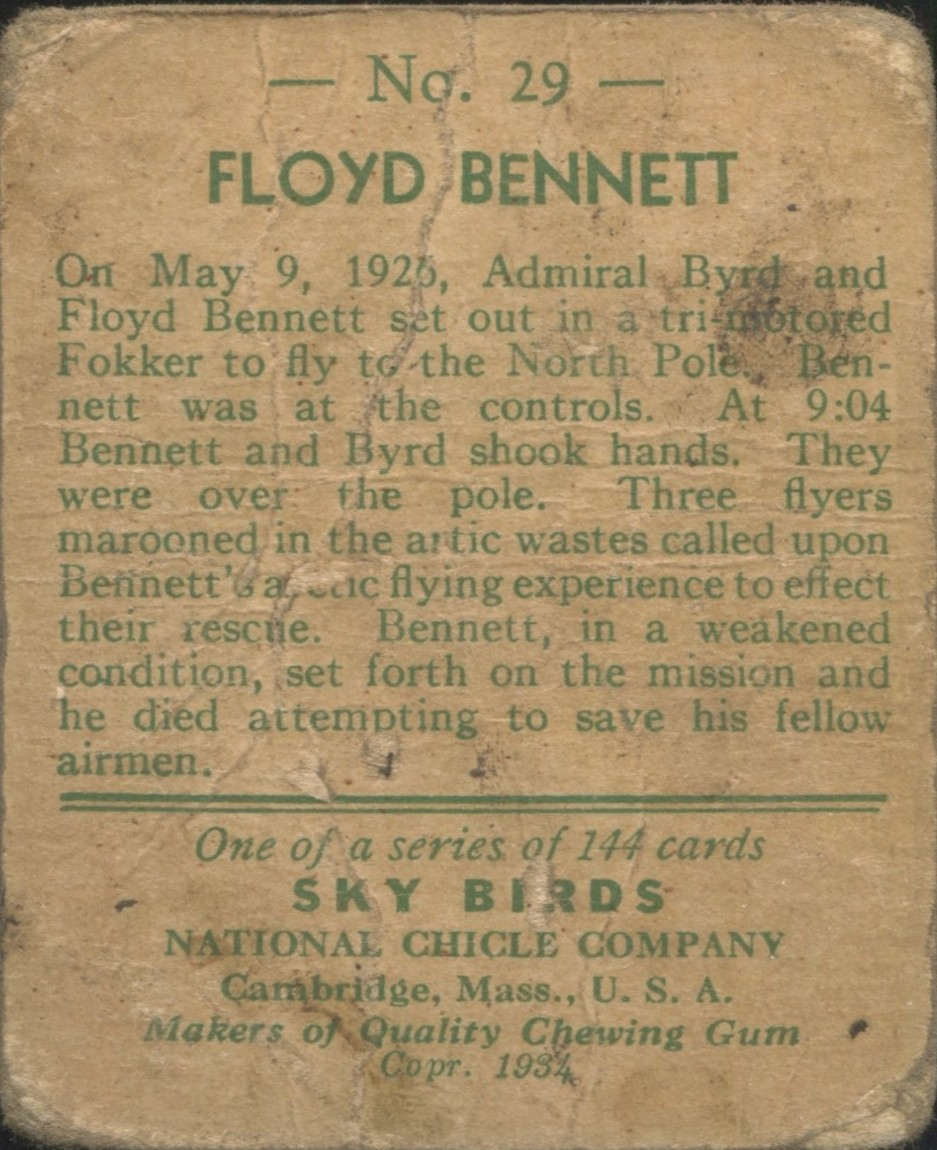 — No. 29 —
FLOYD BENNETT
On May 9, 1926, Admiral Byrd and
Floyd Bennett set out in a tri-motored
Fokker to fly to the North Pole. Ben-
nett was at the controls. At 9:04
Bennett and Byrd shook hands. They
were over the pole. Three flyers
marooned in the artic wastes called upon
Bennett's flying experience to effect
their rescue. Bennett, in a weakened
condition, set forth on the mission and
he died attempting to save his fellow
airmen.
One of a series of 144 cards
SKY BIRDS
NATIONAL CHICLE COMPANY
Cambridge, Mass., U. S. A.
Makers of Quality Chewing Gum
Copr. 1934